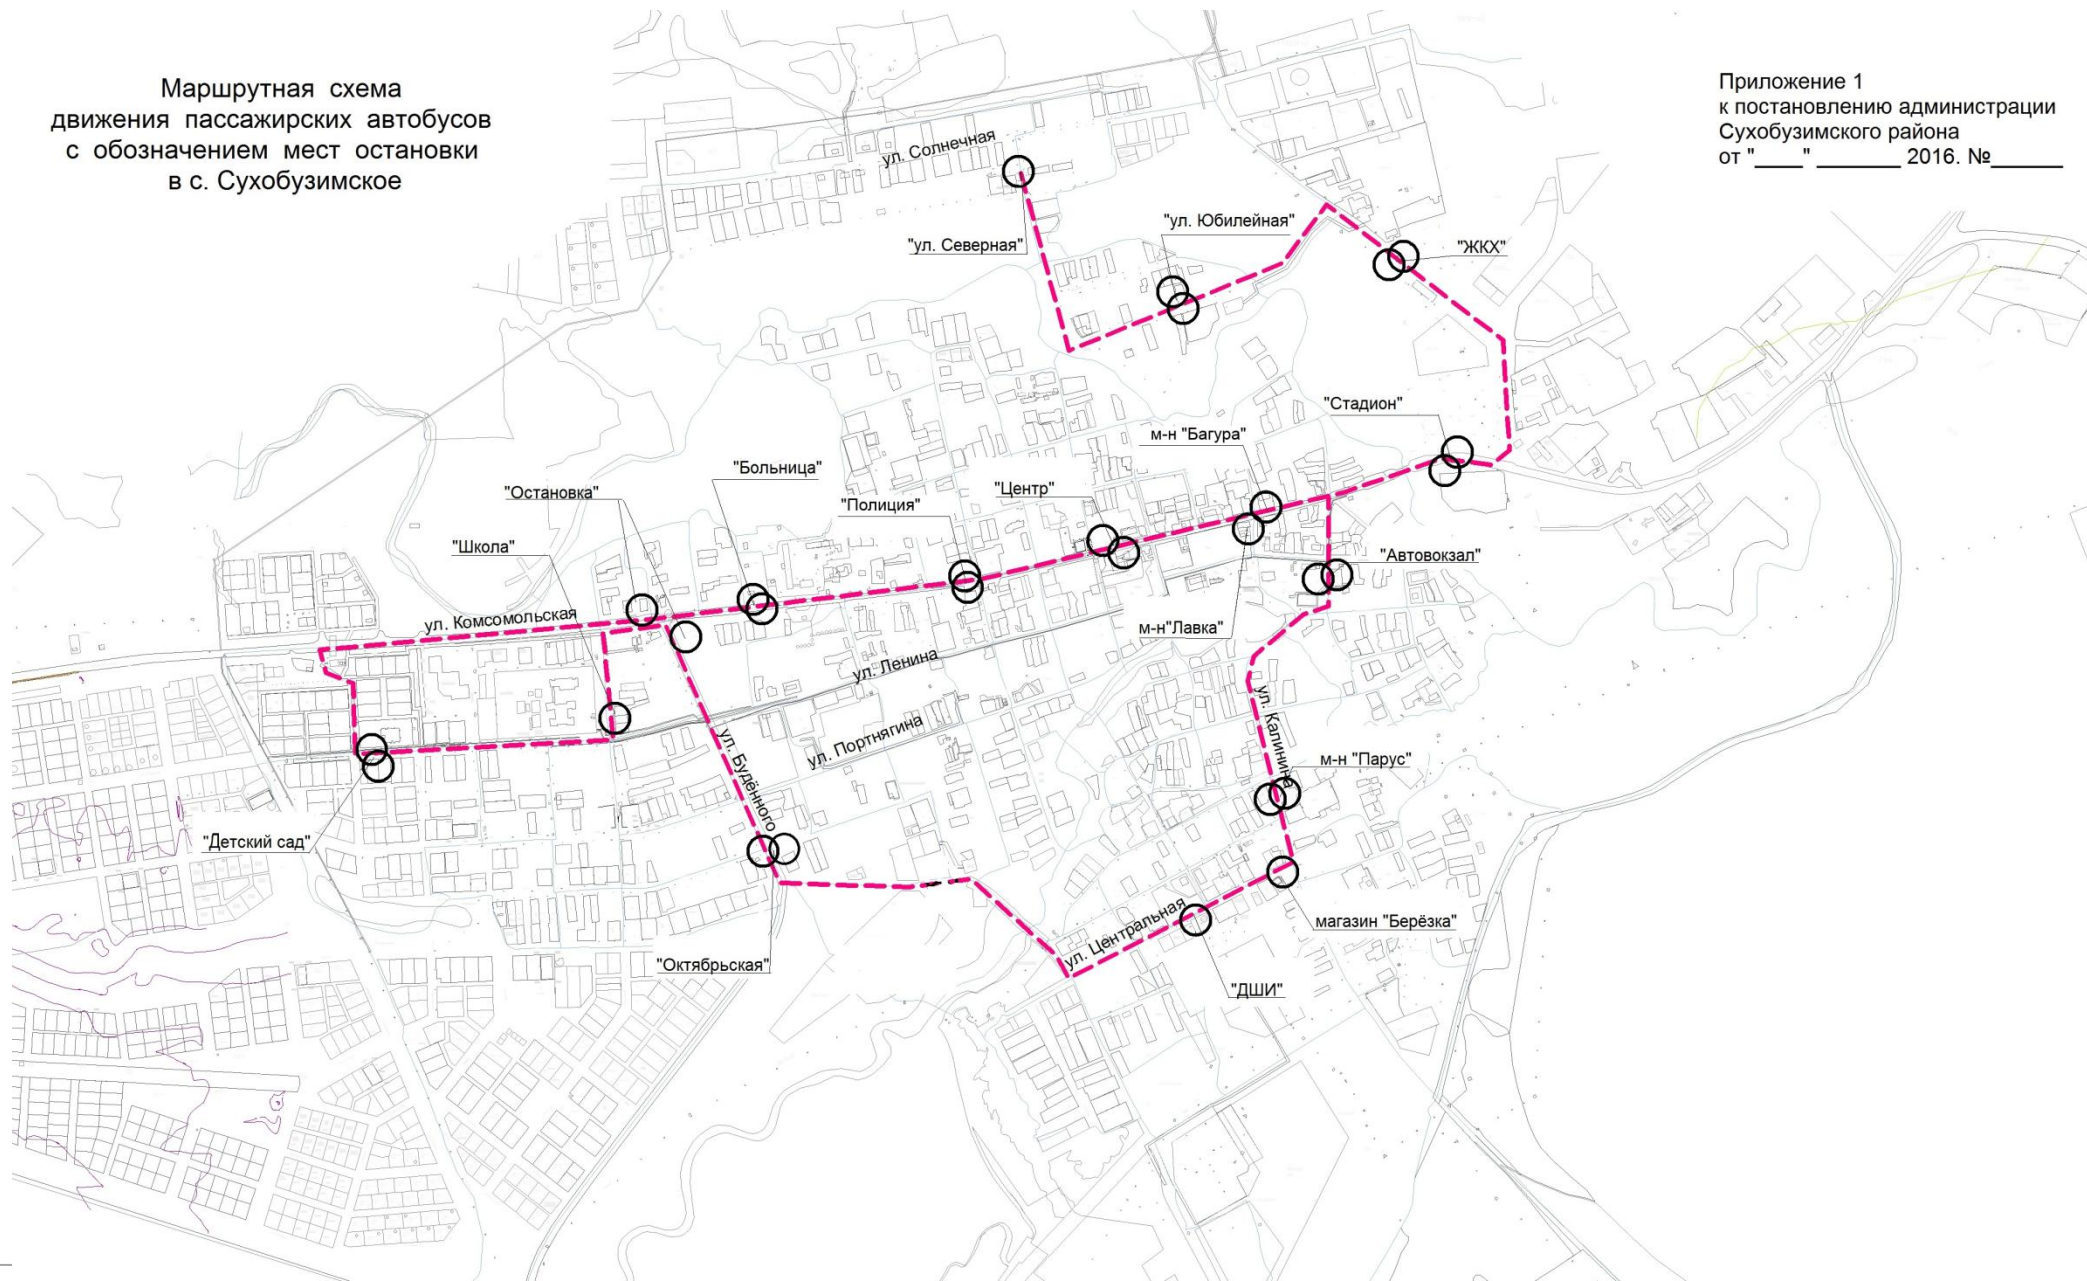 Маршрутная схема
движения пассажирских автобусов
с обозначением мест остановки
в с. Сухобузимское
Приложение 1
к постановлению администрации
Сухобузимского района
от "____" _______ 2016. №______
ул. Солнечная
"ул. Северная"
"ул. Юбилейная"
"ЖКХ"
"Стадион"
м-н "Багура"
"Больница"
"Центр"
"Остановка"
"Полиция"
"Школа"
"Автовокзал"
ул. Комсомольская
м-н"Лавка"
ул. Ленина
ул. Калинина
ул. Портнягина
ул. Будённого
м-н "Парус"
"Детский сад"
ул. Центральная
магазин "Берёзка"
"Октябрьская"
"ДШИ"